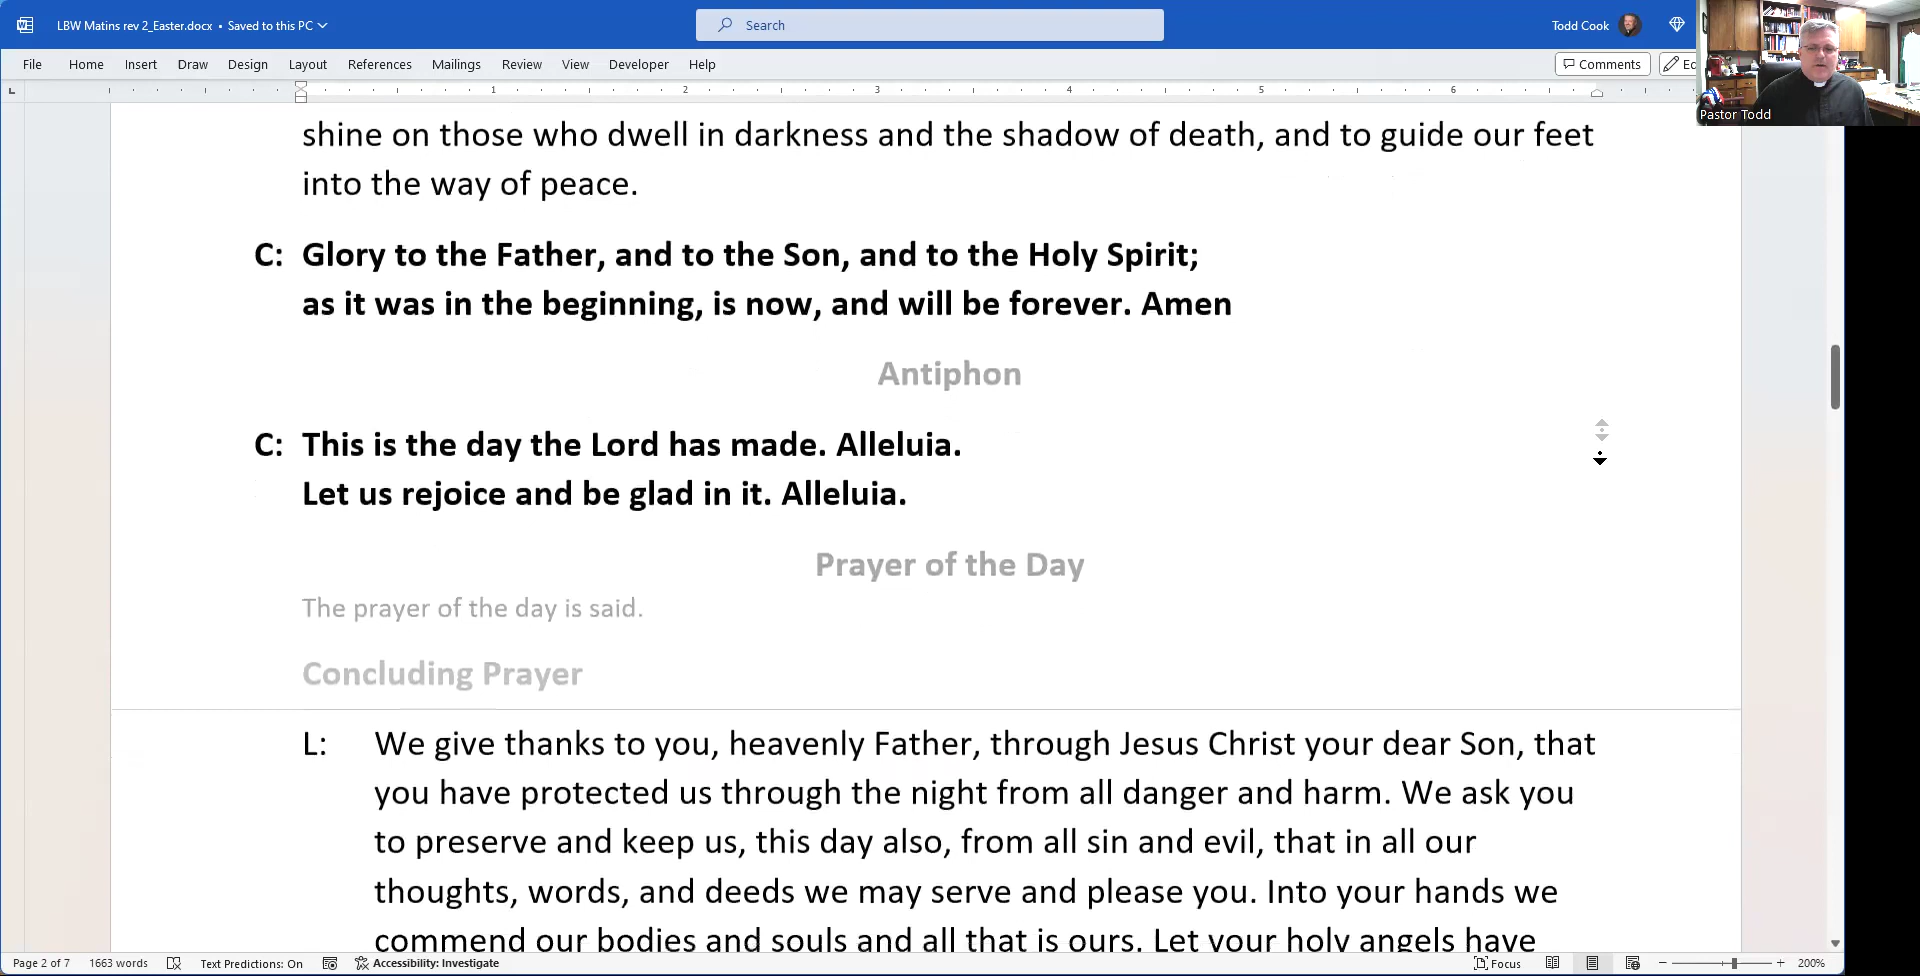 LBW Matins rev 2_Easter.docx • Saved to this PC
Search
Todd Cook
File Home Insert Draw Design Layout References Mailings Review View Developer Help
Comments
1 2 3 4 5 6
Pastor Todd
shine on those who dwell in darkness and the shadow of death, and to guide our feet
into the way of peace.
C: Glory to the Father, and to the Son, and to the Holy Spirit;
as it was in the beginning, is now, and will be forever. Amen
Antiphon
C: This is the day the Lord has made. Alleluia.
Let us rejoice and be glad in it. Alleluia.
Prayer of the Day
The prayer of the day is said.
Concluding Prayer
L: We give thanks to you, heavenly Father, through Jesus Christ your dear Son, that
you have protected us through the night from all danger and harm. We ask you
to preserve and keep us, this day also, from all sin and evil, that in all our
thoughts, words, and deeds we may serve and please you. Into your hands we
commend our bodies and souls and all that is ours. Let your holy angels have
Page 2 of 7 1663 words Text Predictions: On Accessibility: Investigate Focus 200%